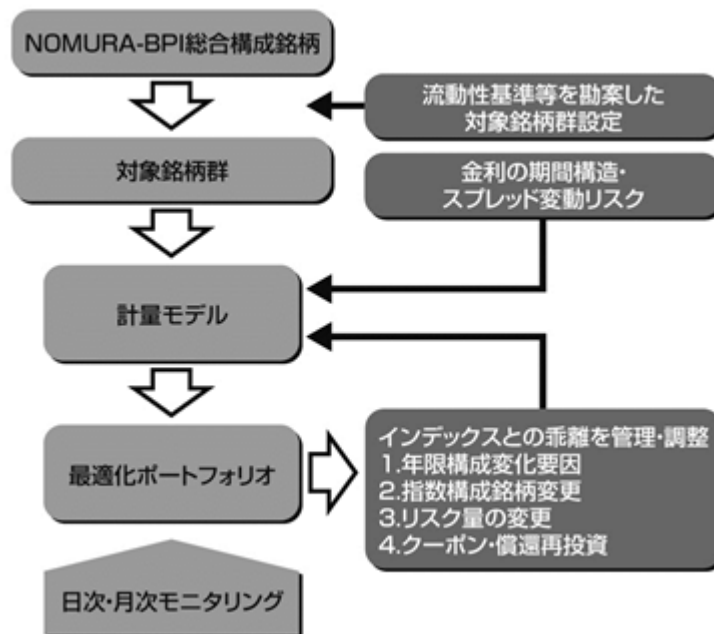 NOMURA-BPI総合構成銘柄
流動性基準等を勘案した
対象銘柄群設定
対象銘柄群
金利の期間構造・
スプレッド変動リスク
計量モデル
最適化ポートフォリオ
インデックスとの乖離を管理・調整
1.年限構成変化要因
2.指数構成銘柄変更
3.リスク量の変更
4.クーポン・償還再投資
日次・月次モニタリング